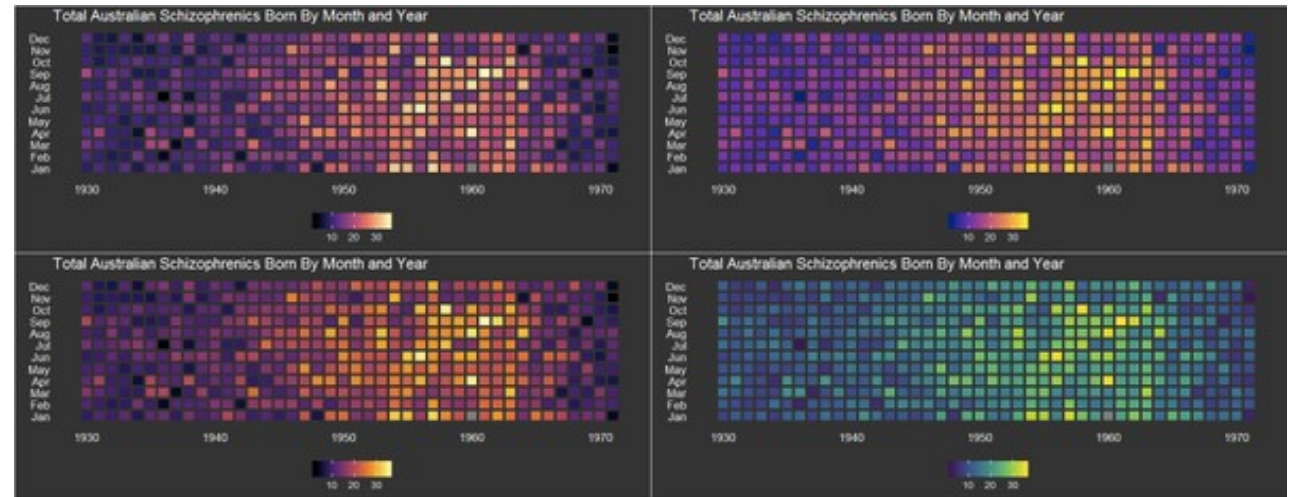 Total Australian Schizophrenics Born By Month and Year
Dec
Nov
Oct
Sep
Aug
Jul
Jun
May
Apr
Mar
Feb
Jan
1930 1940 1950 1960 1970
10 20 30
Total Australian Schizophrenics Born By Month and Year
Dec
Nov
Oct
Sep
Aug
Jul
Jun
May
Apr
Mar
Feb
Jan
1930 1940 1950 1960 1970
10 20 30
Total Australian Schizophrenics Born By Month and Year
Dec
Nov
Oct
Sep
Aug
Jul
Jun
May
Apr
Mar
Feb
Jan
1930 1940 1950 1960 1970
10 20 30
Total Australian Schizophrenics Born By Month and Year
Dec
Nov
Oct
Sep
Aug
Jul
Jun
May
Apr
Mar
Feb
Jan
1930 1940 1950 1960 1970
10 20 30